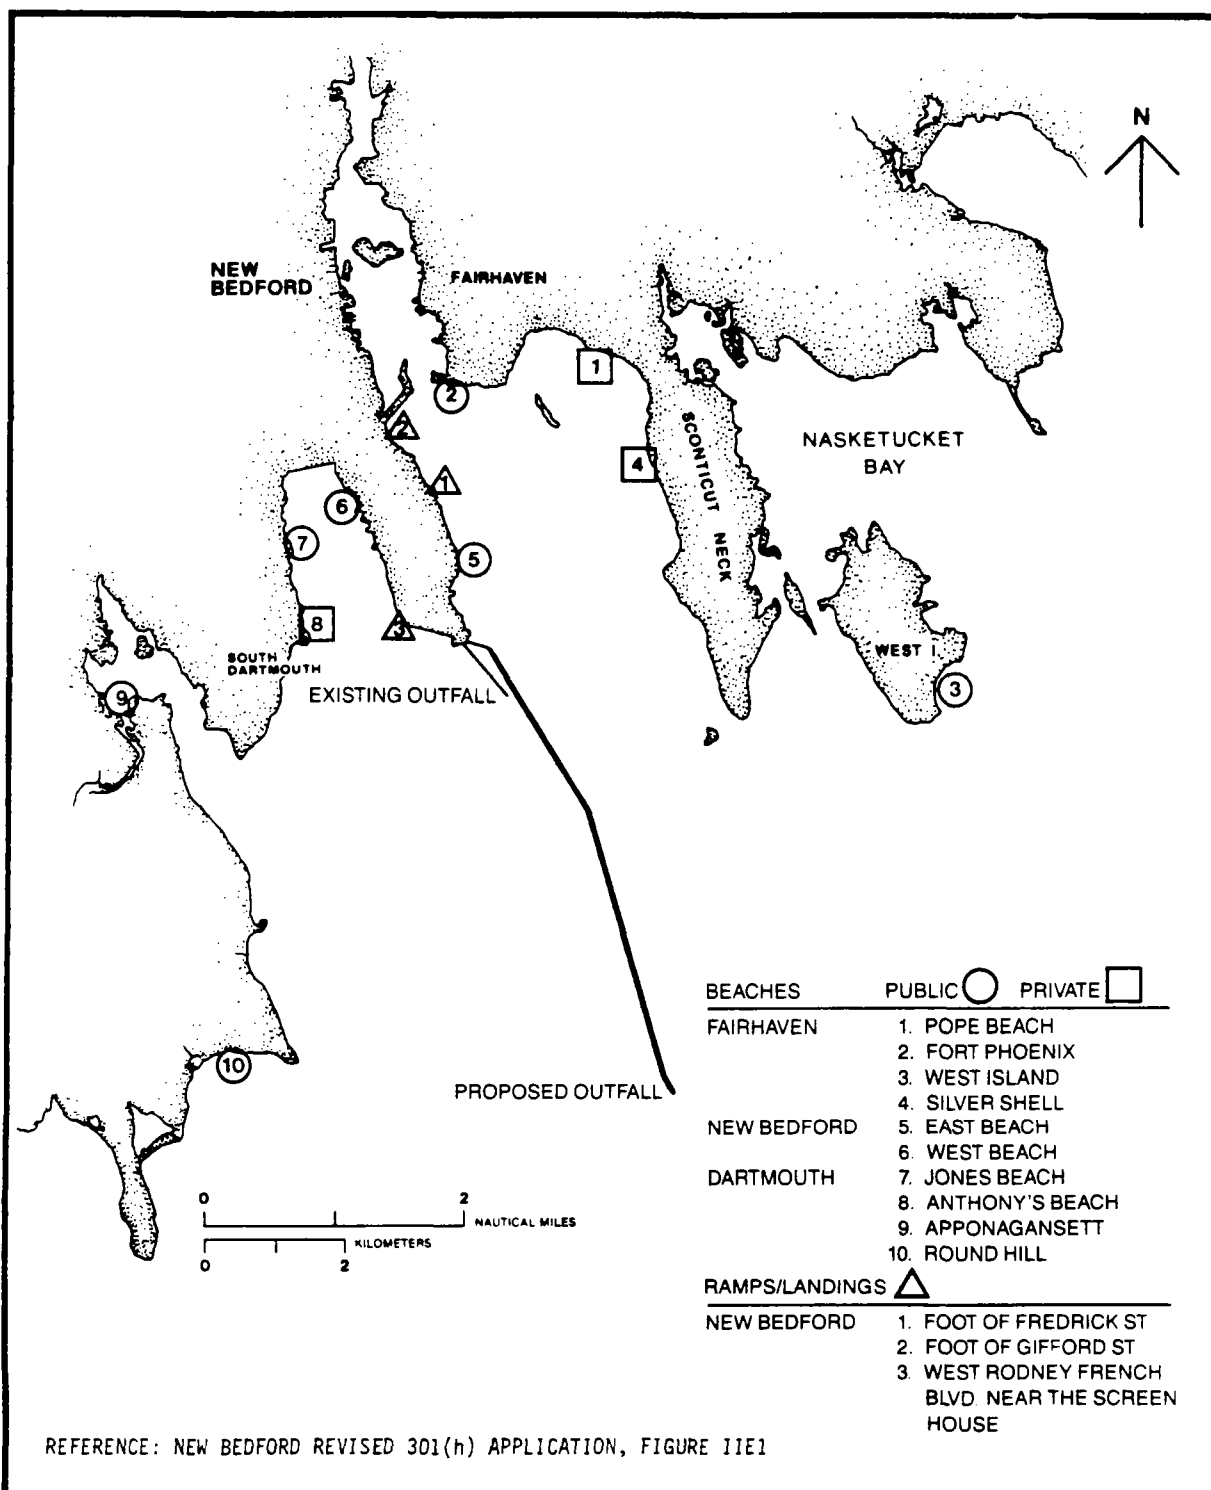 N
NEW
BEDFORD
FAIRHAVEN
1
2
2
SCONTICUT NECK
NASKETUCKET
BAY
4
1
6
7
5
8
3
SOUTH
DARTMOUTH
WEST I.
EXISTING OUTFALL
9
3
10
PROPOSED OUTFALL
BEACHES PUBLIC PRIVATE
FAIRHAVEN 1. POPE BEACH
2. FORT PHOENIX
3. WEST ISLAND
4. SILVER SHELL
NEW BEDFORD 5. EAST BEACH
6. WEST BEACH
DARTMOUTH 7. JONES BEACH
8. ANTHONY'S BEACH
9. APPONAGANSETT
10. ROUND HILL
RAMPS/LANDINGS
NEW BEDFORD 1. FOOT OF FREDRICK ST
2. FOOT OF GIFFORD ST
3. WEST RODNEY FRENCH
BLVD. NEAR THE SCREEN
HOUSE
0 2
NAUTICAL MILES
KILOMETERS
0 2
REFERENCE: NEW BEDFORD REVISED 301(h) APPLICATION, FIGURE IIE1